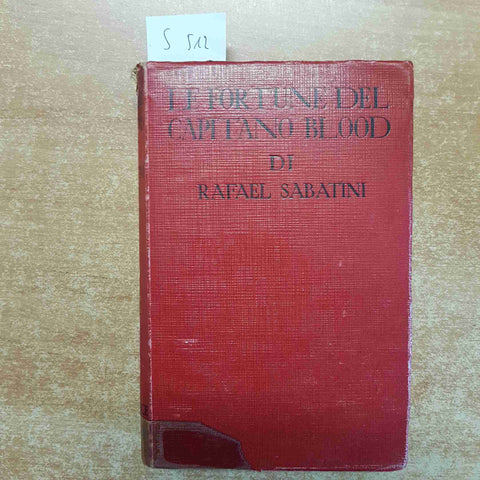 S 512
LE FORTUNE DEL
CAPITANO BLOOD
DI
RAFAEL SABATINI